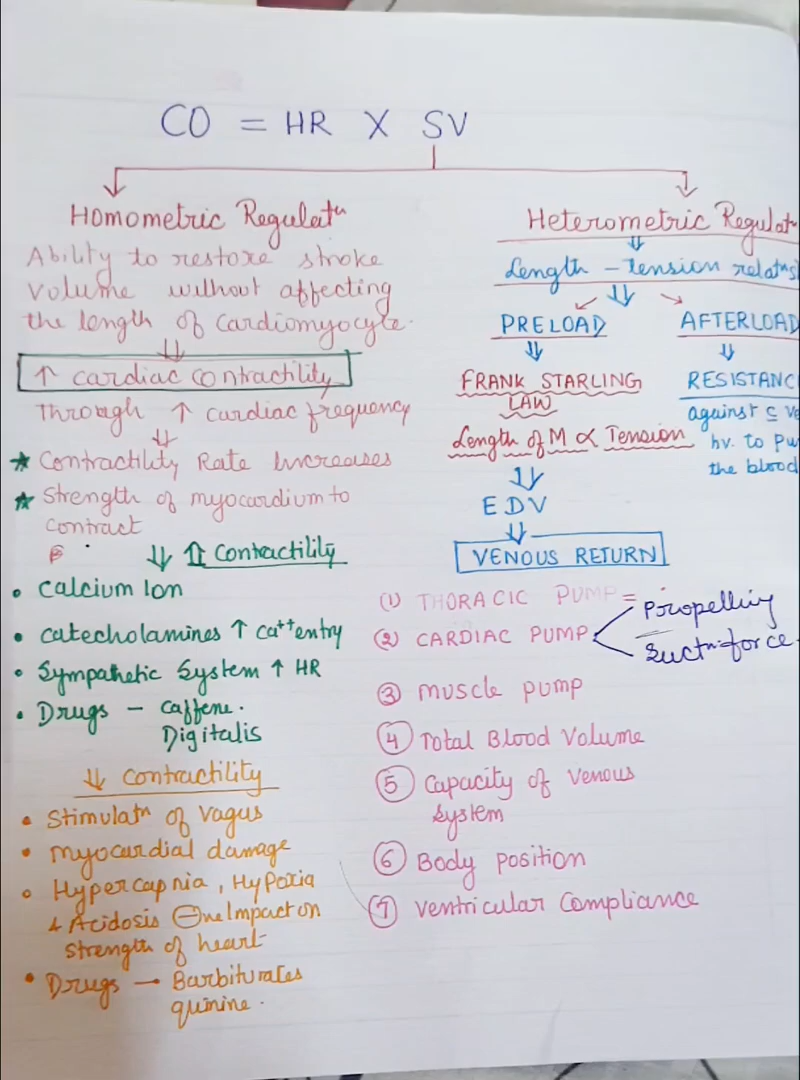 CO = HR X SV
Homometric Regulatⁿ
Ability to restore stroke
volume without affecting
the length of cardiomyocyte.
↑ cardiac contractility
Through ↑ cardiac frequency
★ Contractility Rate Increases
★ Strength of myocardium to
contract
⇑ Contractility
• Calcium Ion
• Catecholamines ↑ Ca⁺⁺ entry
• Sympathetic System ↑ HR
• Drugs – Caffene.
Digitalis
↓ Contractility
• Stimulatⁿ of vagus
• Myocardial damage
• Hypercapnia, Hypoxia
& Acidosis ⊖ne Impact on
strength of heart
• Drugs → Barbiturates
quinine.
Heterometric Regulatⁿ
Length – tension relatⁿs
PRELOAD
FRANK STARLING
LAW
Length of M ∝ Tension
EDV
VENOUS RETURN
AFTERLOAD
RESISTANC
against
hv. to pu
the blood
(1) THORACIC PUMP =
(2) CARDIAC PUMP
Propelling
Suctⁿ-force
③ muscle pump
④ Total Blood Volume
⑤ Capacity of venous
system
⑥ Body position
⑦ Ventricular Compliance